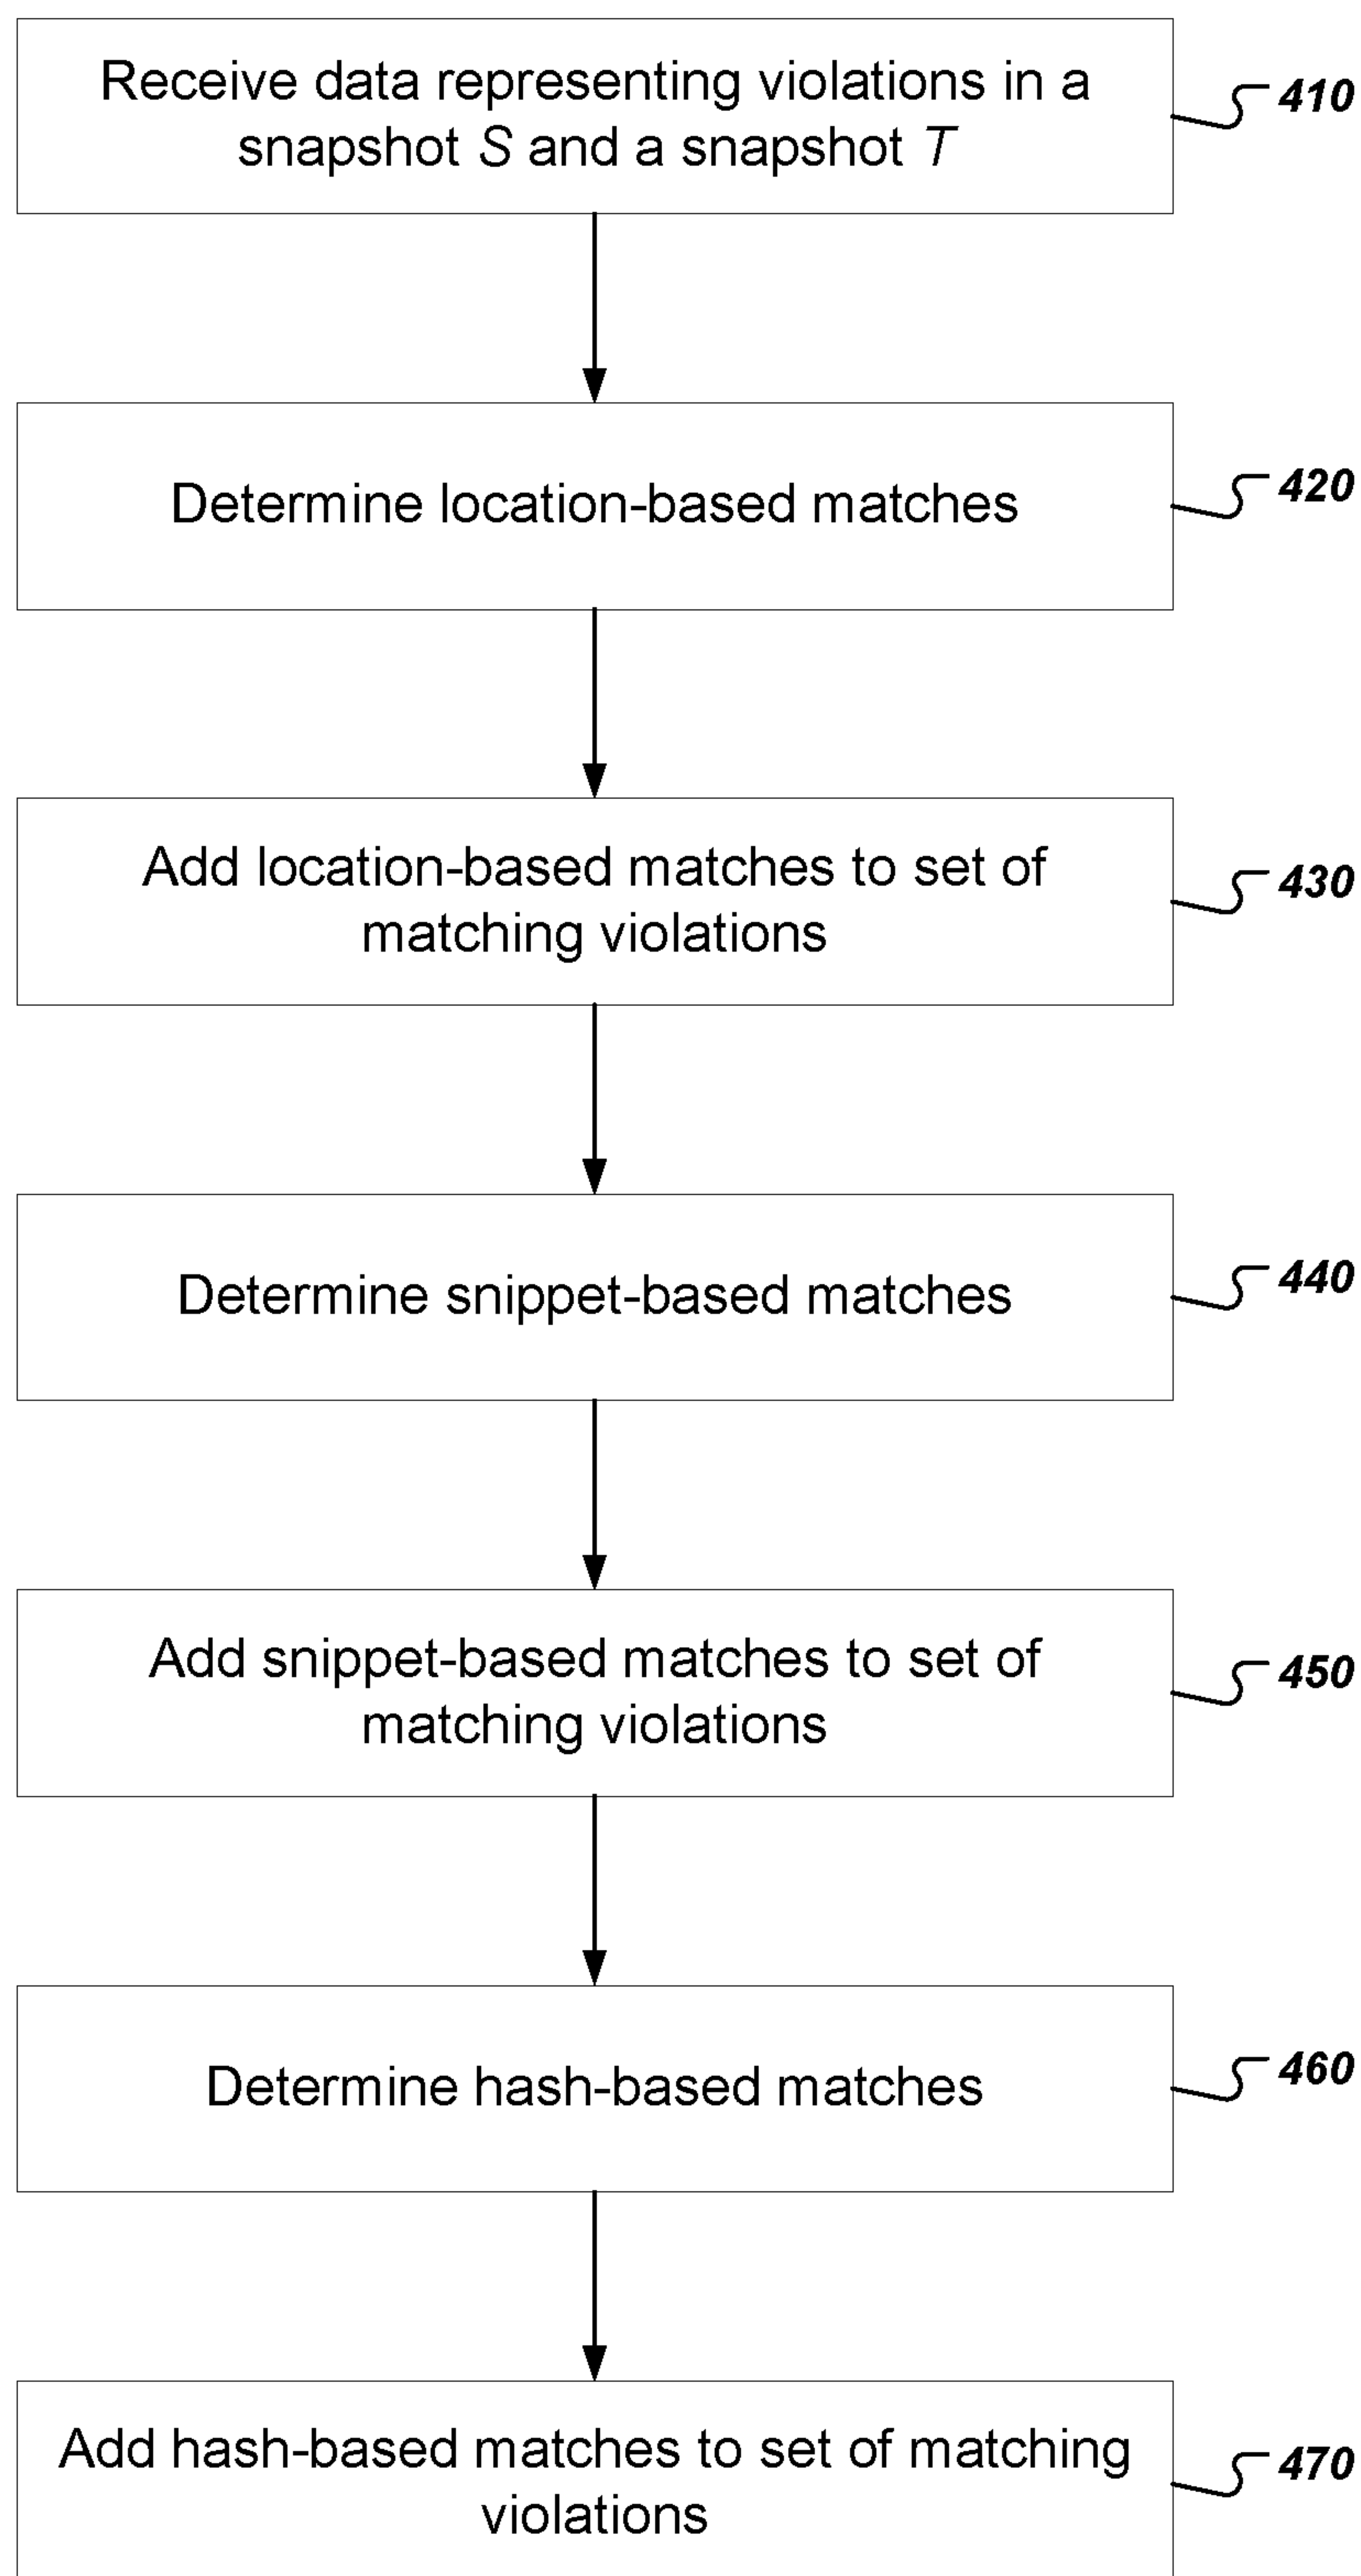 Receive data representing violations in a
snapshot S and a snapshot T
410
Determine location-based matches
420
Add location-based matches to set of
matching violations
430
Determine snippet-based matches
440
Add snippet-based matches to set of
matching violations
450
Determine hash-based matches
460
Add hash-based matches to set of matching
violations
470